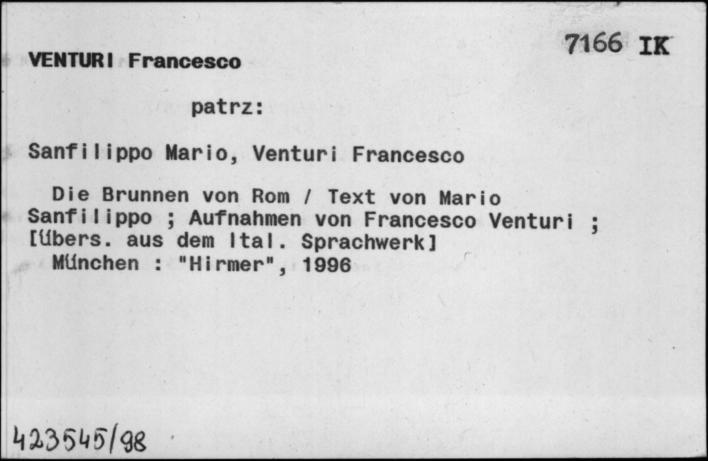 7166 IK
VENTURI Francesco
patrz:
Sanfilippo Mario, Venturi Francesco
Die Brunnen von Rom / Text von Mario
Sanfilippo ; Aufnahmen von Francesco Venturi ;
[Übers. aus dem Ital. Sprachwerk]
München : "Hirmer", 1996
423545/98